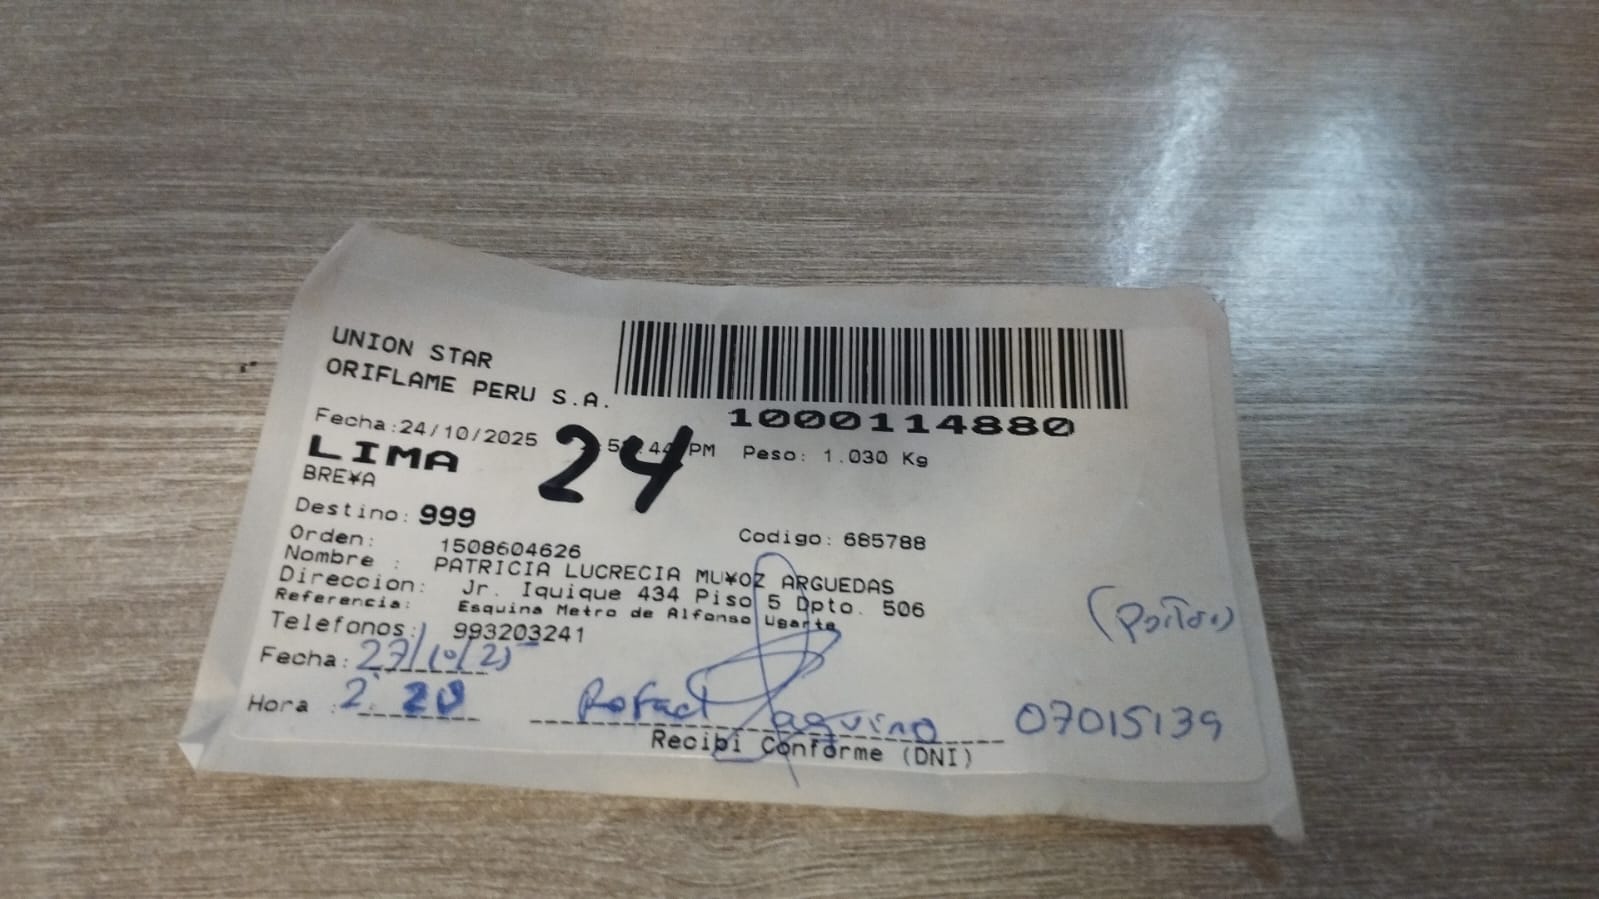 UNION STAR
ORIFLAME PERU S.A.
1000114880
Fecha:24/10/2025 PM Peso: 1.030 Kg
24
LIMA
BRE¥A
Destino: 999
Codigo: 685788
Orden: 1508604626
Nombre : PATRICIA LUCRECIA MU¥OZ ARGUEDAS
Direccion: Jr. Iquique 434 Piso 5 Dpto. 506
Referencia: Esquina Metro de Alfonso Ugarte
Telefonos: 993203241
Fecha: 27/10/25
Hora : 2:20
Rafael Aquino 07015139
Recibi Conforme (DNI)